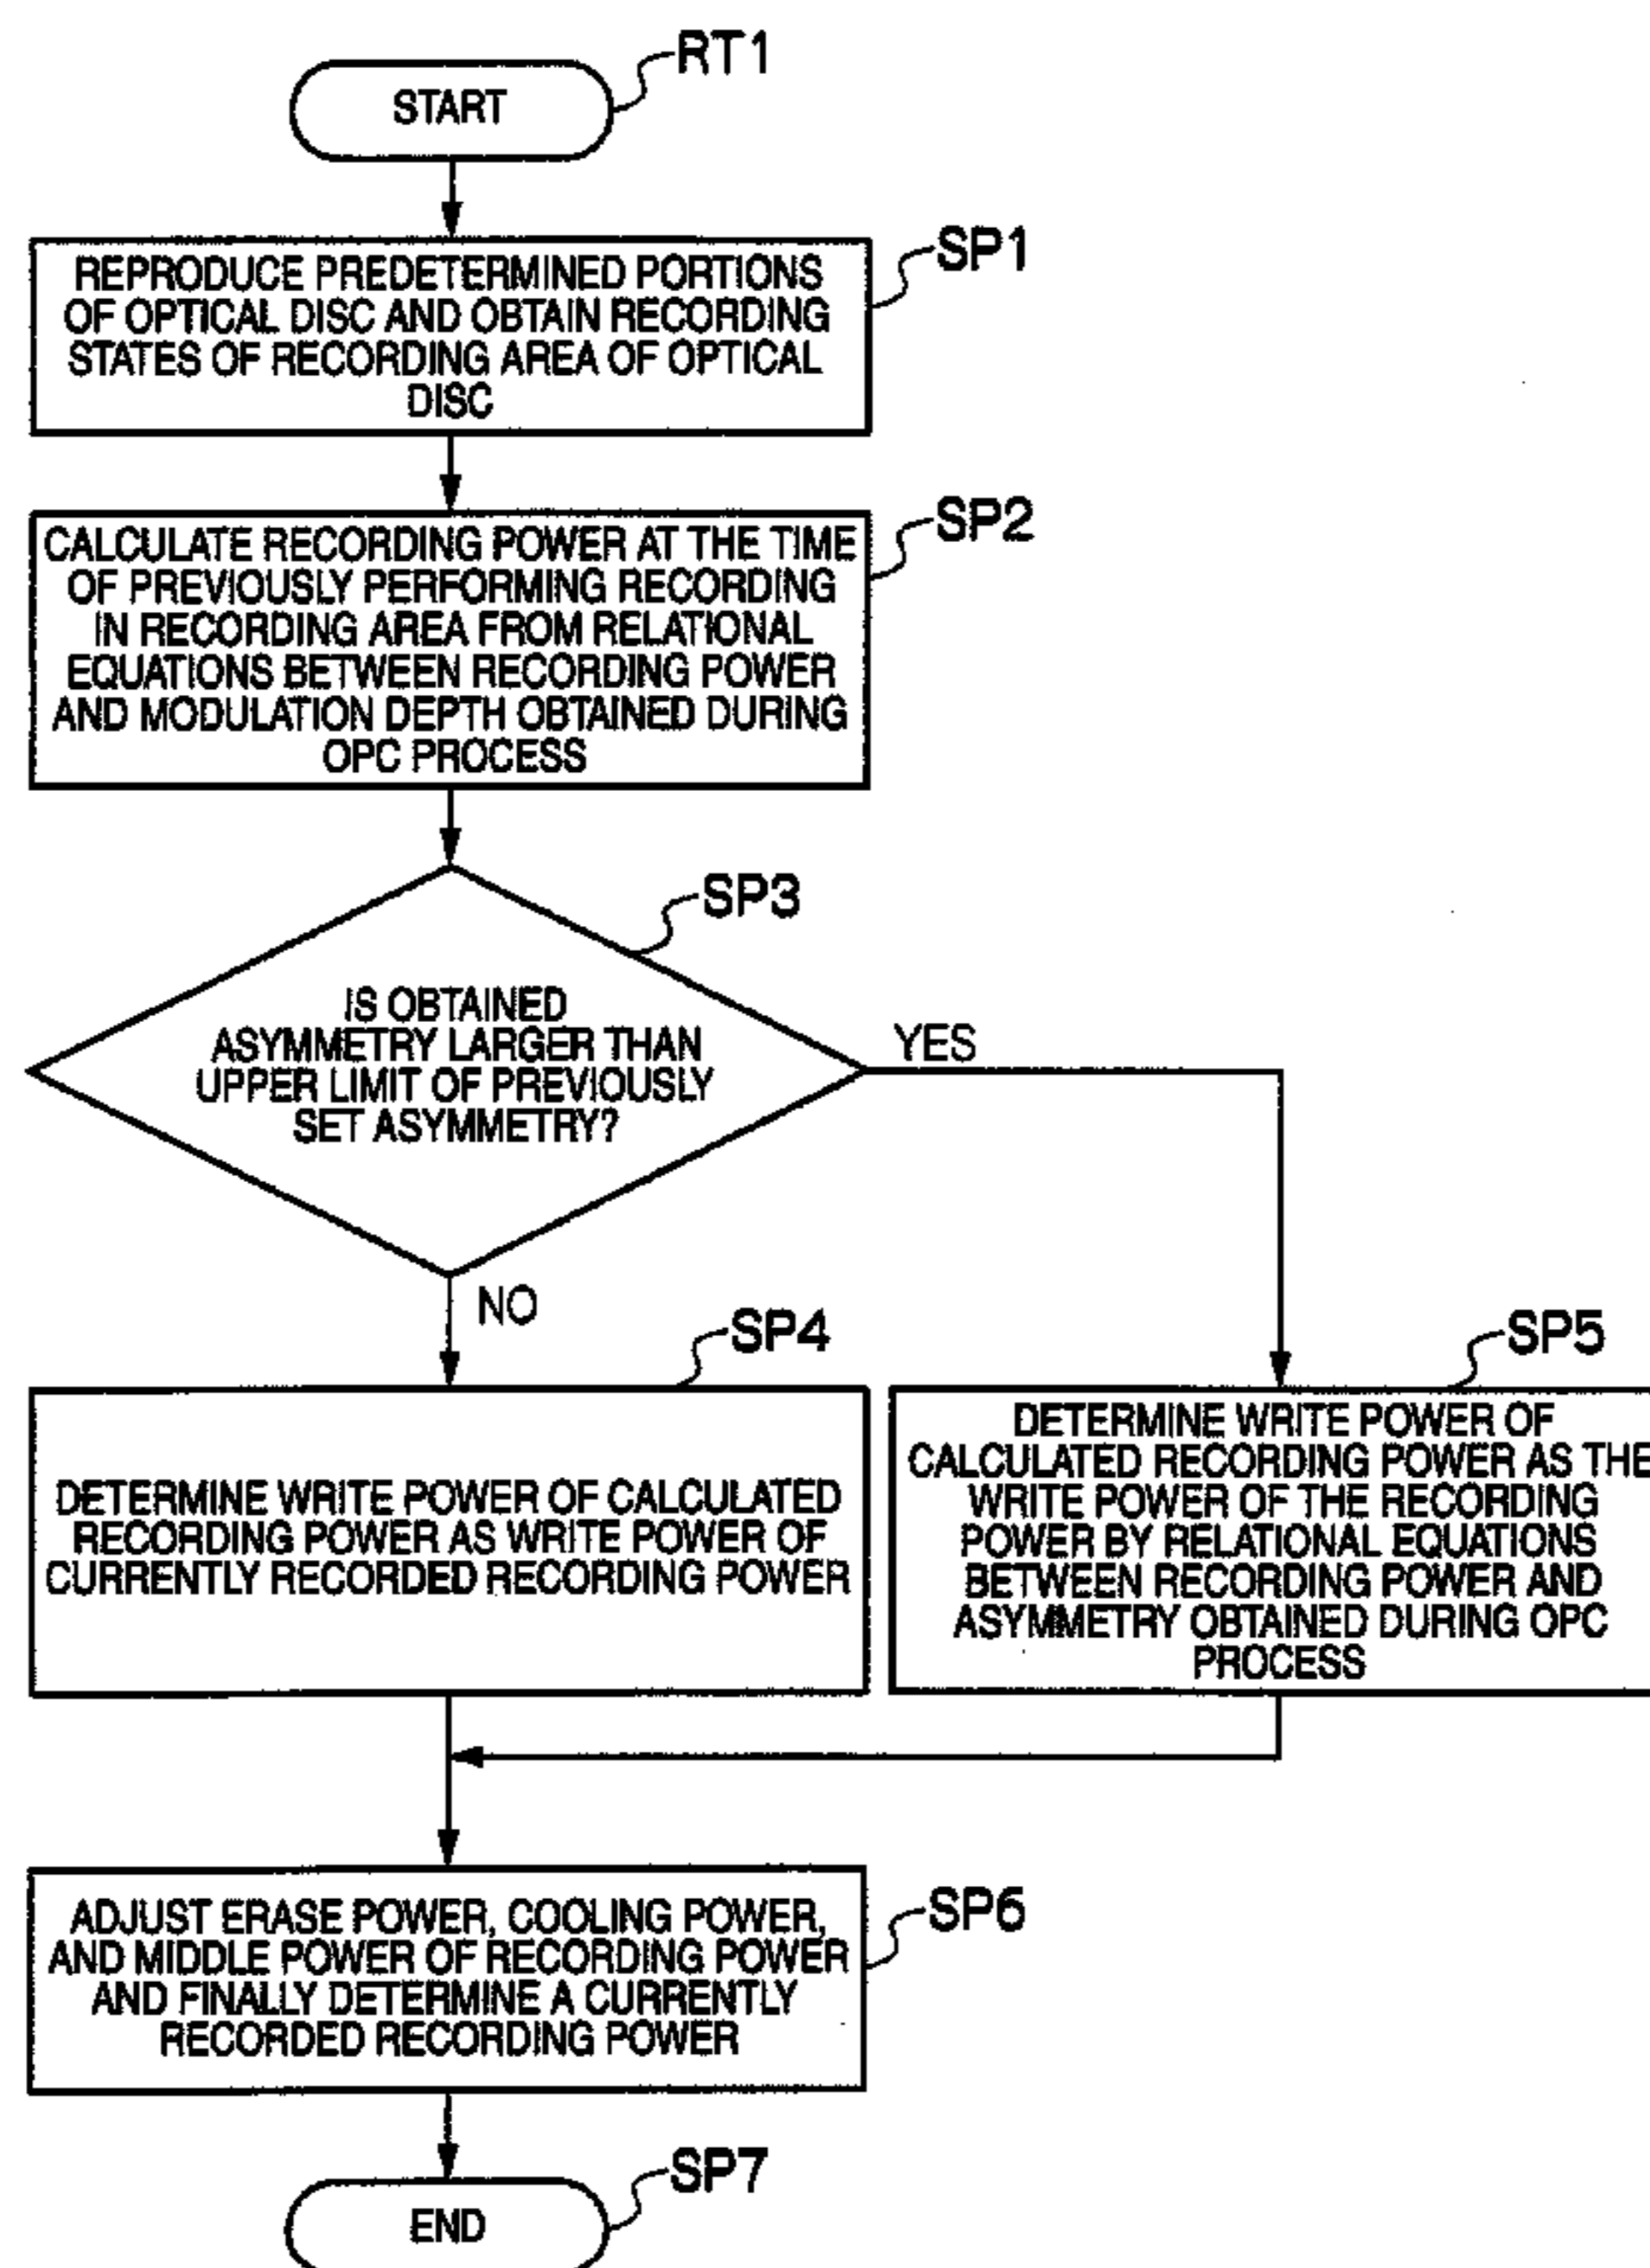 RT1
START
SP1
REPRODUCE PREDETERMINED PORTIONS
OF OPTICAL DISC AND OBTAIN RECORDING
STATES OF RECORDING AREA OF OPTICAL
DISC
SP2
CALCULATE RECORDING POWER AT THE TIME
OF PREVIOUSLY PERFORMING RECORDING
IN RECORDING AREA FROM RELATIONAL
EQUATIONS BETWEEN RECORDING POWER
AND MODULATION DEPTH OBTAINED DURING
OPC PROCESS
SP3
IS OBTAINED
ASYMMETRY LARGER THAN
UPPER LIMIT OF PREVIOUSLY
SET ASYMMETRY?
YES
NO
SP4
DETERMINE WRITE POWER OF CALCULATED
RECORDING POWER AS WRITE POWER OF
CURRENTLY RECORDED RECORDING POWER
SP5
DETERMINE WRITE POWER OF
CALCULATED RECORDING POWER AS THE
WRITE POWER OF THE RECORDING
POWER BY RELATIONAL EQUATIONS
BETWEEN RECORDING POWER AND
ASYMMETRY OBTAINED DURING OPC
PROCESS
SP6
ADJUST ERASE POWER, COOLING POWER,
AND MIDDLE POWER OF RECORDING POWER
AND FINALLY DETERMINE A CURRENTLY
RECORDED RECORDING POWER
SP7
END